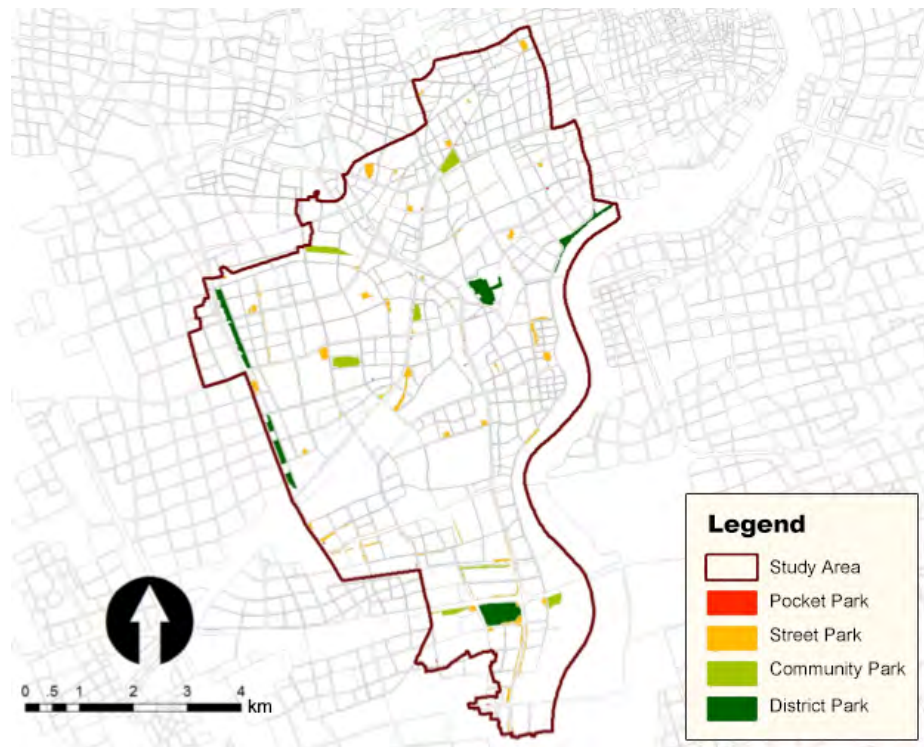 Legend
Study Area
Pocket Park
Street Park
Community Park
District Park
0 .5 1 2 3 4
km